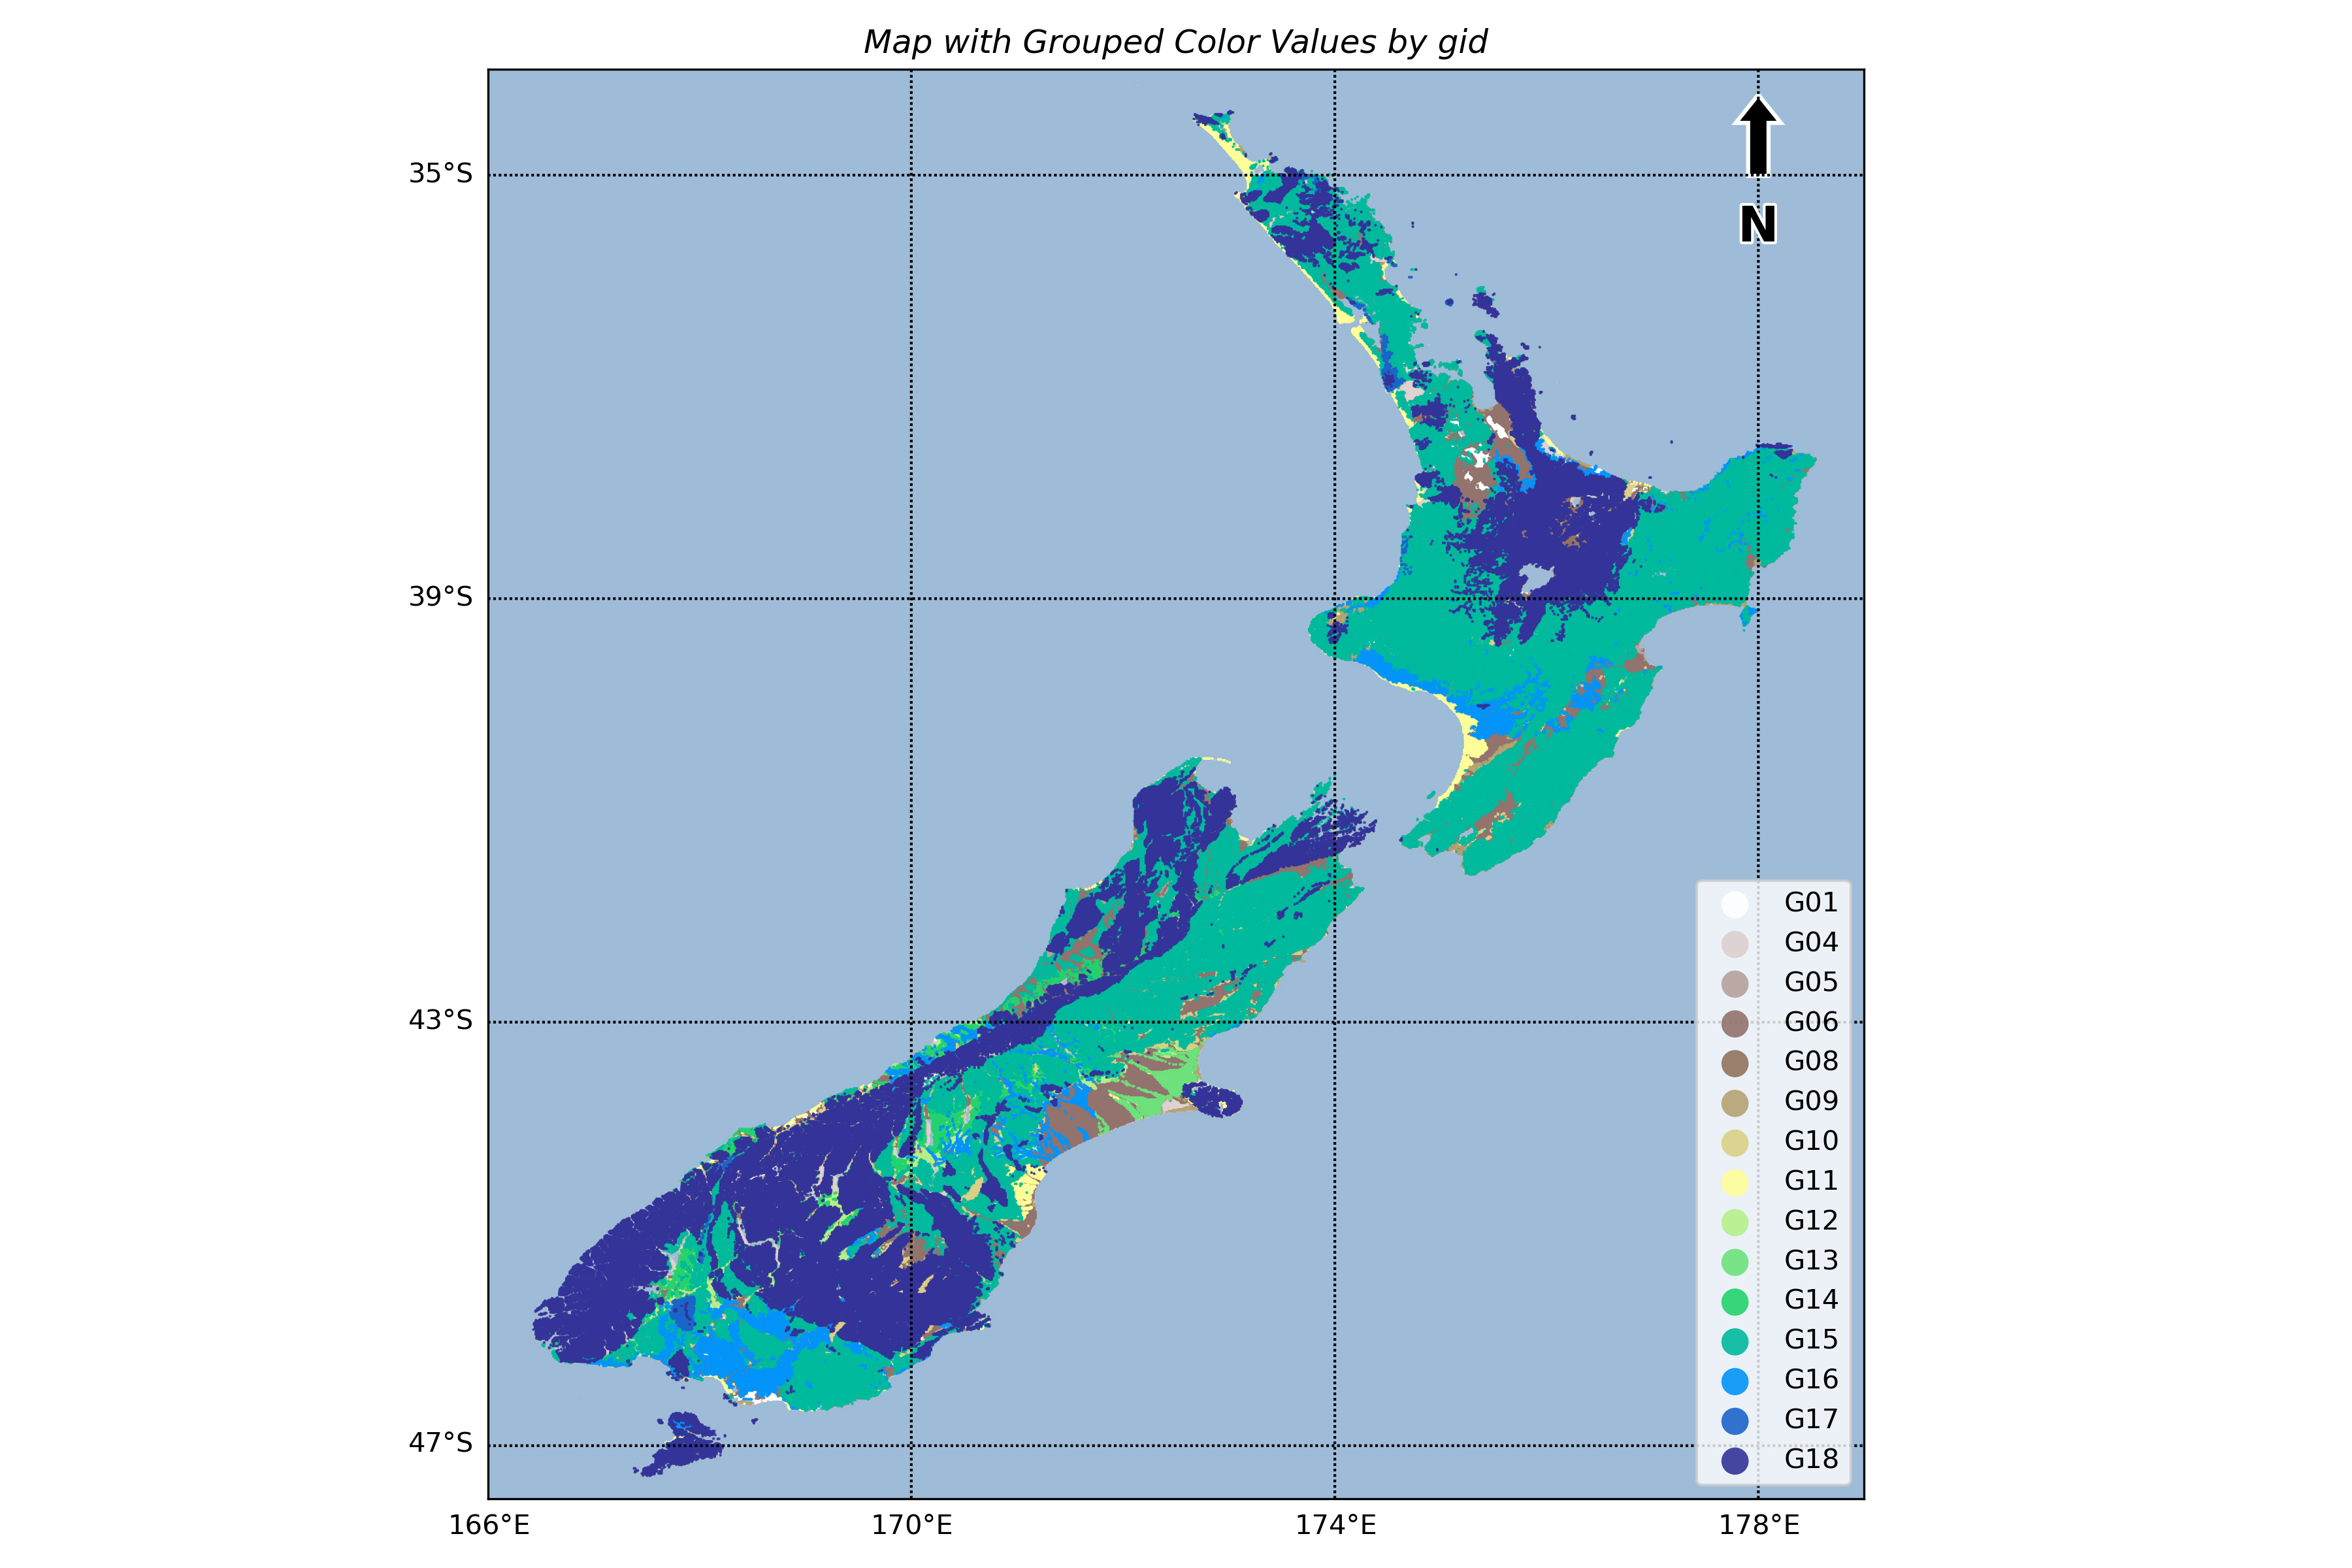 Map with Grouped Color Values by gid
35°S
39°S
43°S
47°S
166°E
170°E
174°E
178°E
N
G01
G04
G05
G06
G08
G09
G10
G11
G12
G13
G14
G15
G16
G17
G18